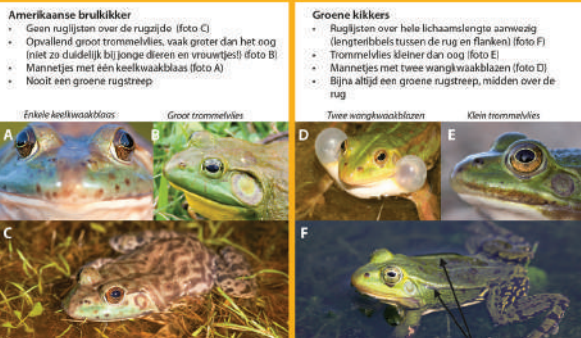 Amerikaanse brulkikker
• Geen ruglijsten over de rugzijde (foto C)
• Opvallend groot trommelvlies, vaak groter dan het oog
(niet zo duidelijk bij jonge dieren en vrouwtjes!) (foto B)
• Mannetjes met één keelkwaakblaas (foto A)
• Nooit een groene rugstreep
Enkele keelkwaakblaas
Groot trommelvlies
A
B
C
Groene kikkers
• Ruglijsten over hele lichaamslengte aanwezig
(lengteribbels tussen de rug en flanken) (foto F)
• Trommelvlies kleiner dan oog (foto E)
• Mannetjes met twee wangkwaakblazen (foto D)
• Bijna altijd een groene rugstreep, midden over de
rug
Twee wangkwaakblazen
Klein trommelvlies
D
E
F